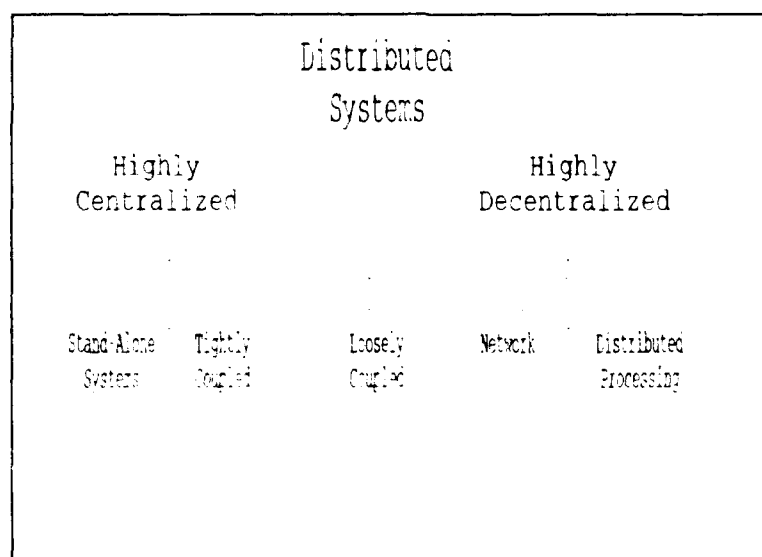 Distributed
Systems
Highly
Centralized
Highly
Decentralized
Stand-Alone
Systems
Tightly
Coupled
Loosely
Coupled
Network
Distributed
Processing